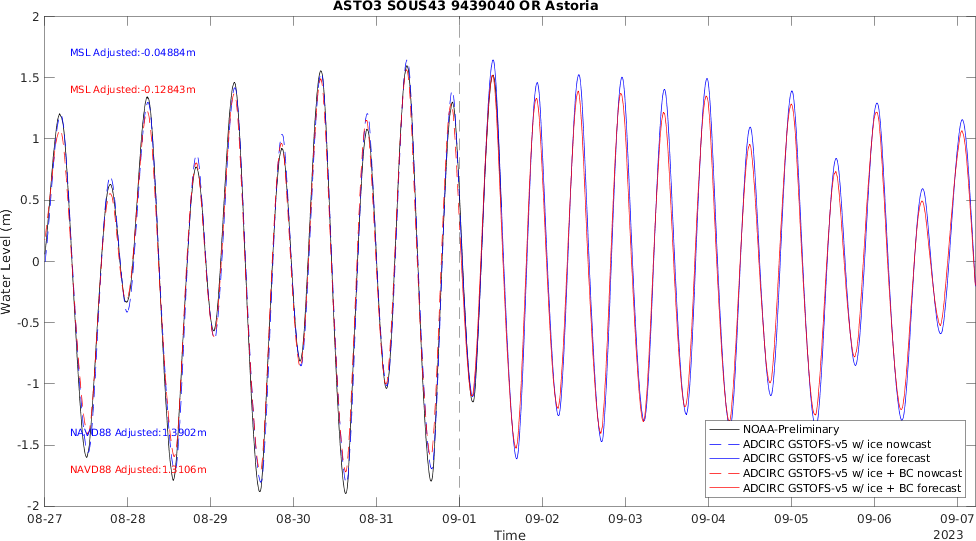 ASTO3 SOUS43 9439040 OR Astoria
MSL Adjusted:-0.04884m
MSL Adjusted:-0.12843m
NAVD88 Adjusted:1.3902m
NAVD88 Adjusted:1.3106m
Water Level (m)
2
1.5
1
0.5
0
-0.5
-1
-1.5
-2
08-27
08-28
08-29
08-30
08-31
09-01
09-02
09-03
09-04
09-05
09-06
09-07
2023
Time
NOAA-Preliminary
ADCIRC GSTOFS-v5 w/ ice nowcast
ADCIRC GSTOFS-v5 w/ ice forecast
ADCIRC GSTOFS-v5 w/ ice + BC nowcast
ADCIRC GSTOFS-v5 w/ ice + BC forecast